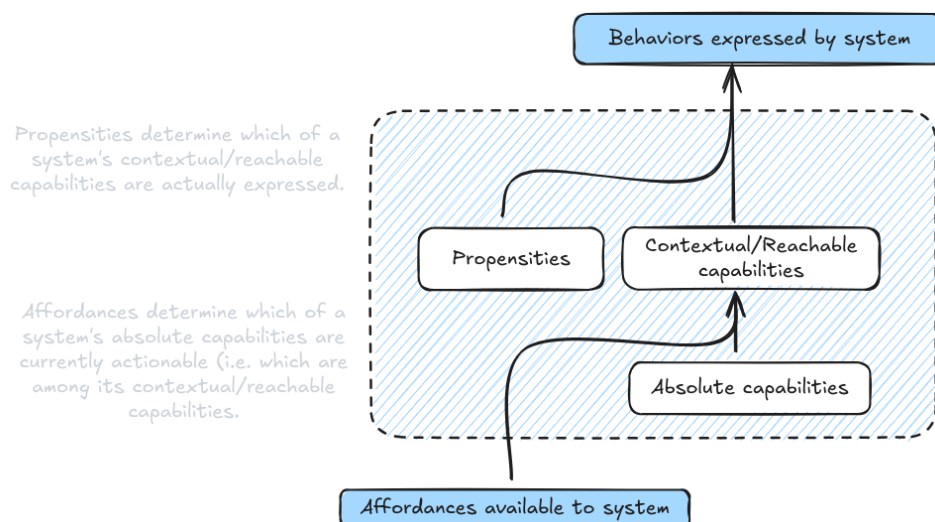 Behaviors expressed by system
Propensities determine which of a
system's contextual/reachable
capabilities are actually expressed.
Propensities
Contextual/Reachable
capabilities
Affordances determine which of a
system's absolute capabilities are
currently actionable (i.e. which are
among its contextual/reachable
capabilities.
Absolute capabilities
Affordances available to system